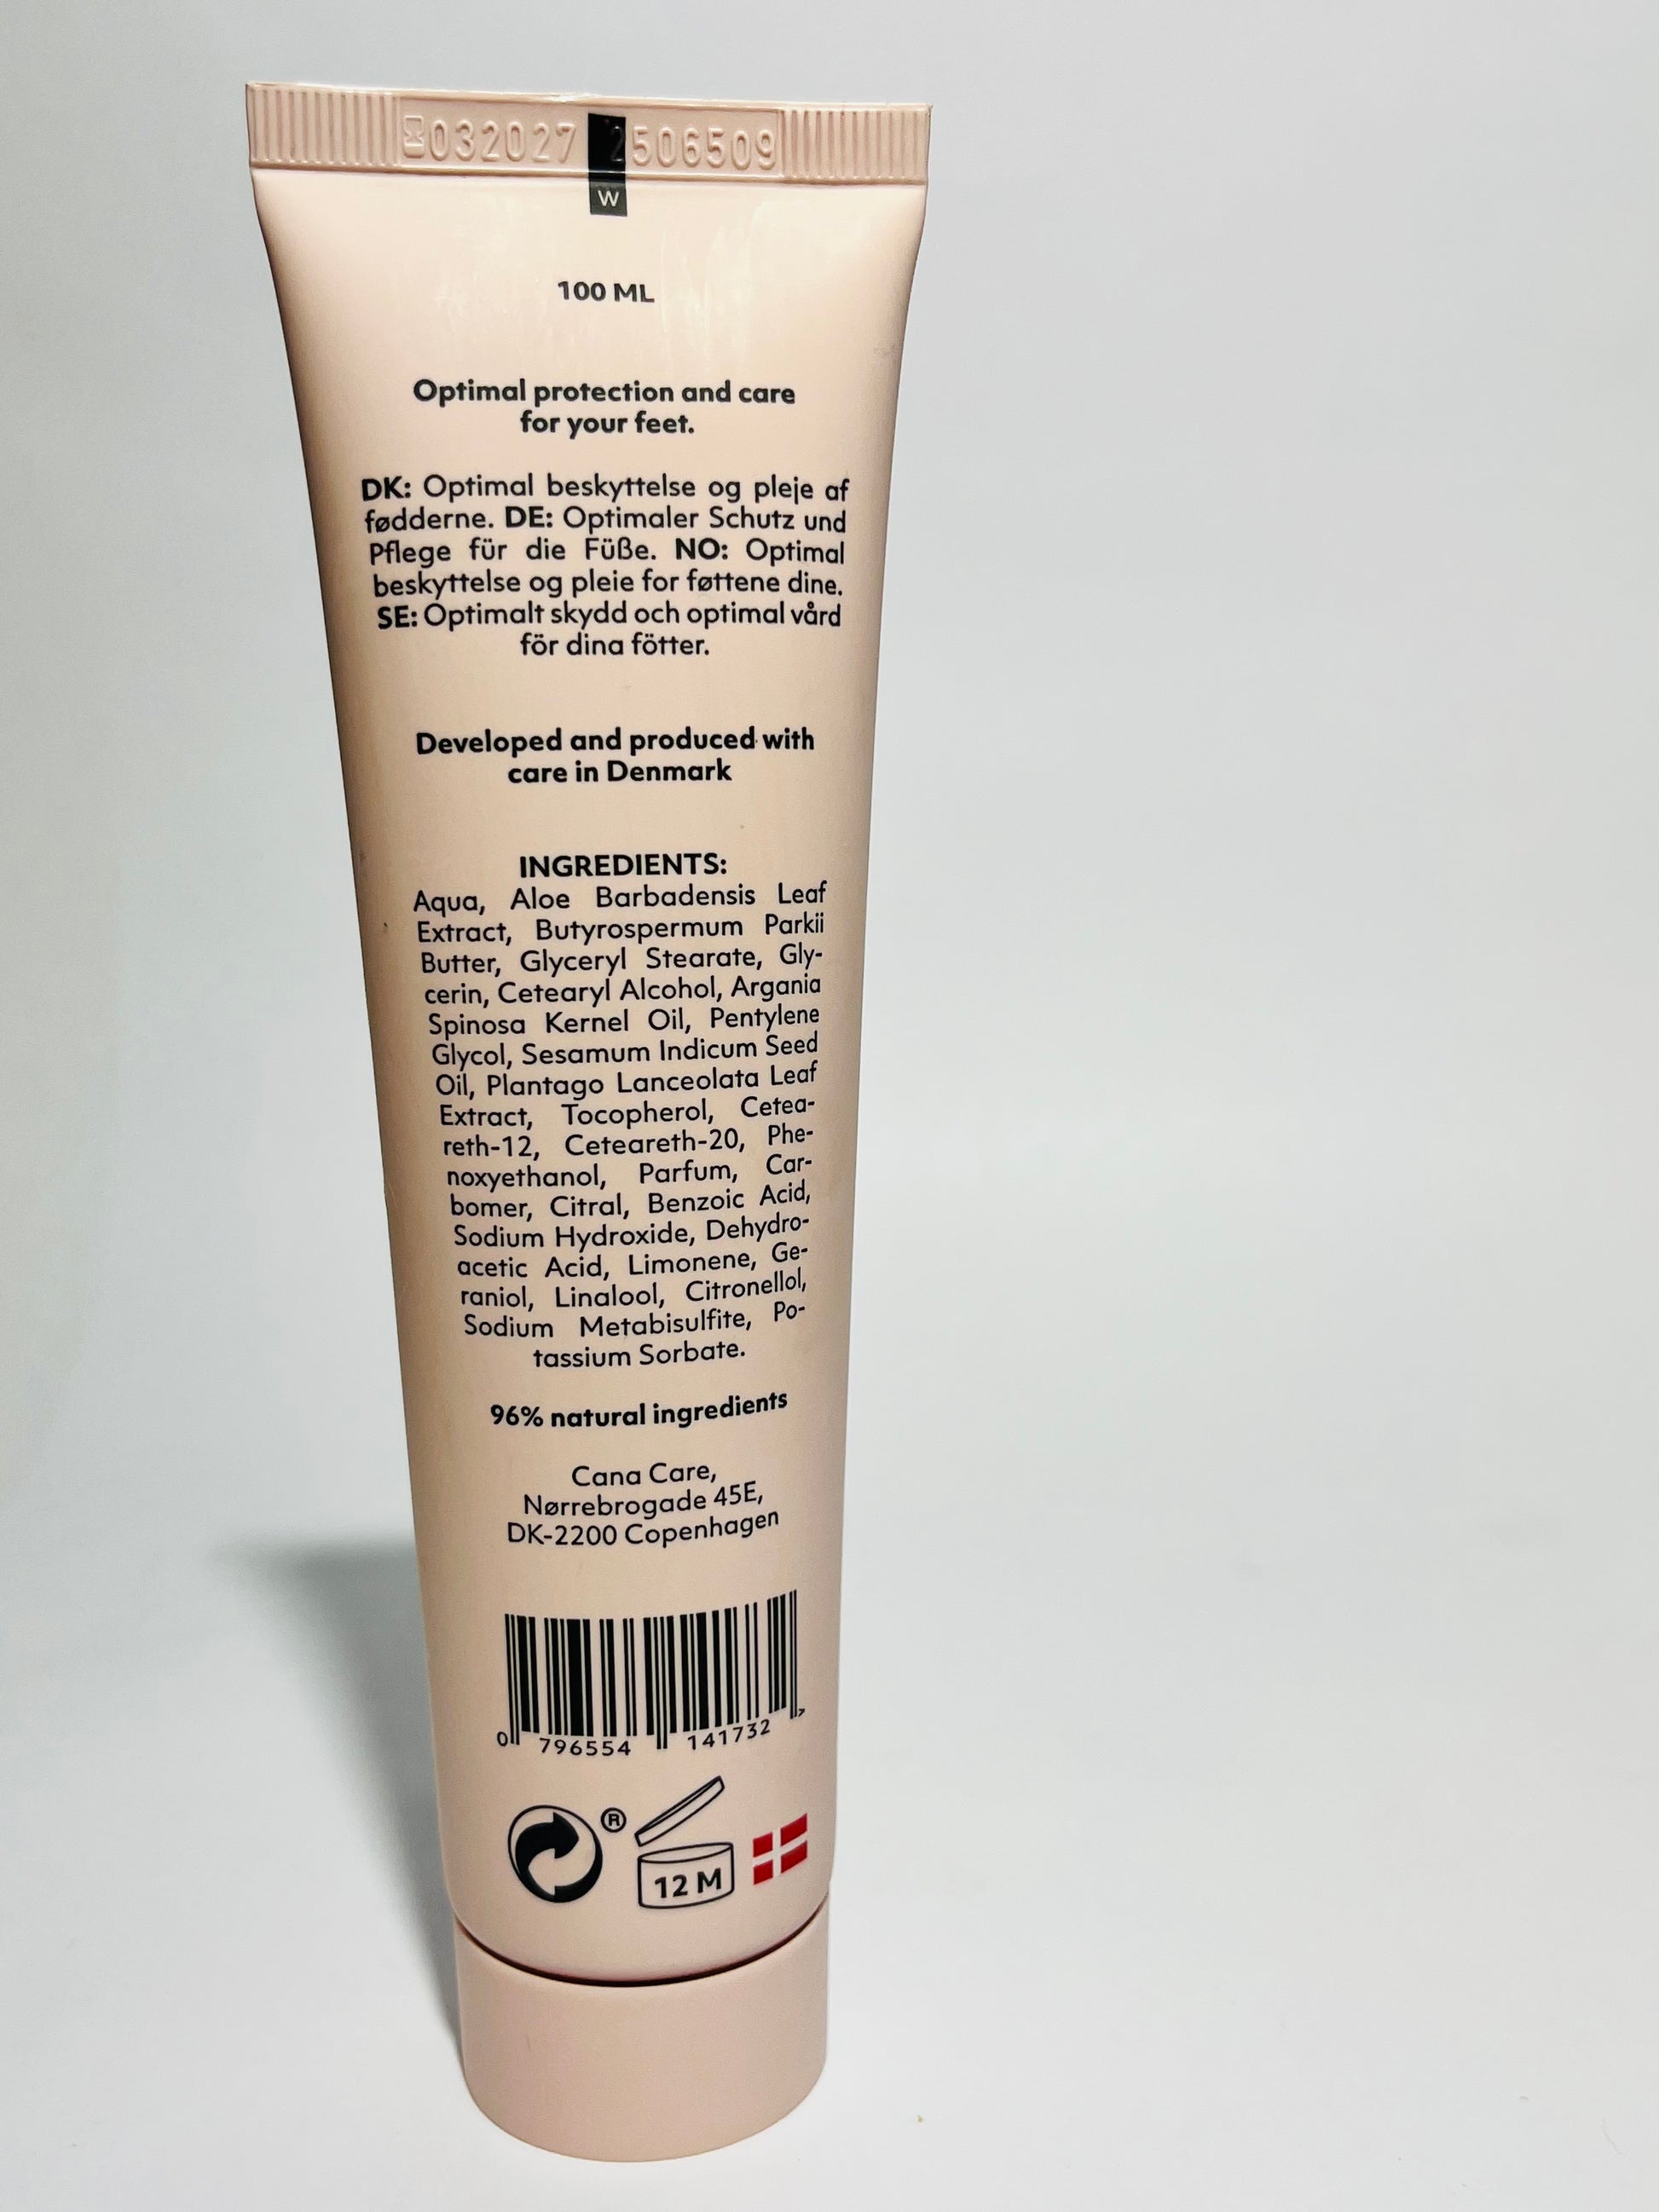 032027 2506509
W
100 ML
Optimal protection and care
for your feet.
DK: Optimal beskyttelse og pleje af
fødderne. DE: Optimaler Schutz und
Pflege für die Füße. NO: Optimal
beskyttelse og pleie for føttene dine.
SE: Optimalt skydd och optimal vård
för dina fötter.
Developed and produced with
care in Denmark
INGREDIENTS:
Aqua, Aloe Barbadensis Leaf
Extract, Butyrospermum Parkii
Butter, Glyceryl Stearate, Gly-
cerin, Cetearyl Alcohol, Argania
Spinosa Kernel Oil, Pentylene
Glycol, Sesamum Indicum Seed
Oil, Plantago Lanceolata Leaf
Extract, Tocopherol, Cetea-
reth-12, Ceteareth-20, Phe-
noxyethanol, Parfum, Car-
bomer, Citral, Benzoic Acid,
Sodium Hydroxide, Dehydro-
acetic Acid, Limonene, Ge-
raniol, Linalool, Citronellol,
Sodium Metabisulfite, Po-
tassium Sorbate.
96% natural ingredients
Cana Care,
Nørrebrogade 45E,
DK-2200 Copenhagen
0 796554 141732 >
®
12 M